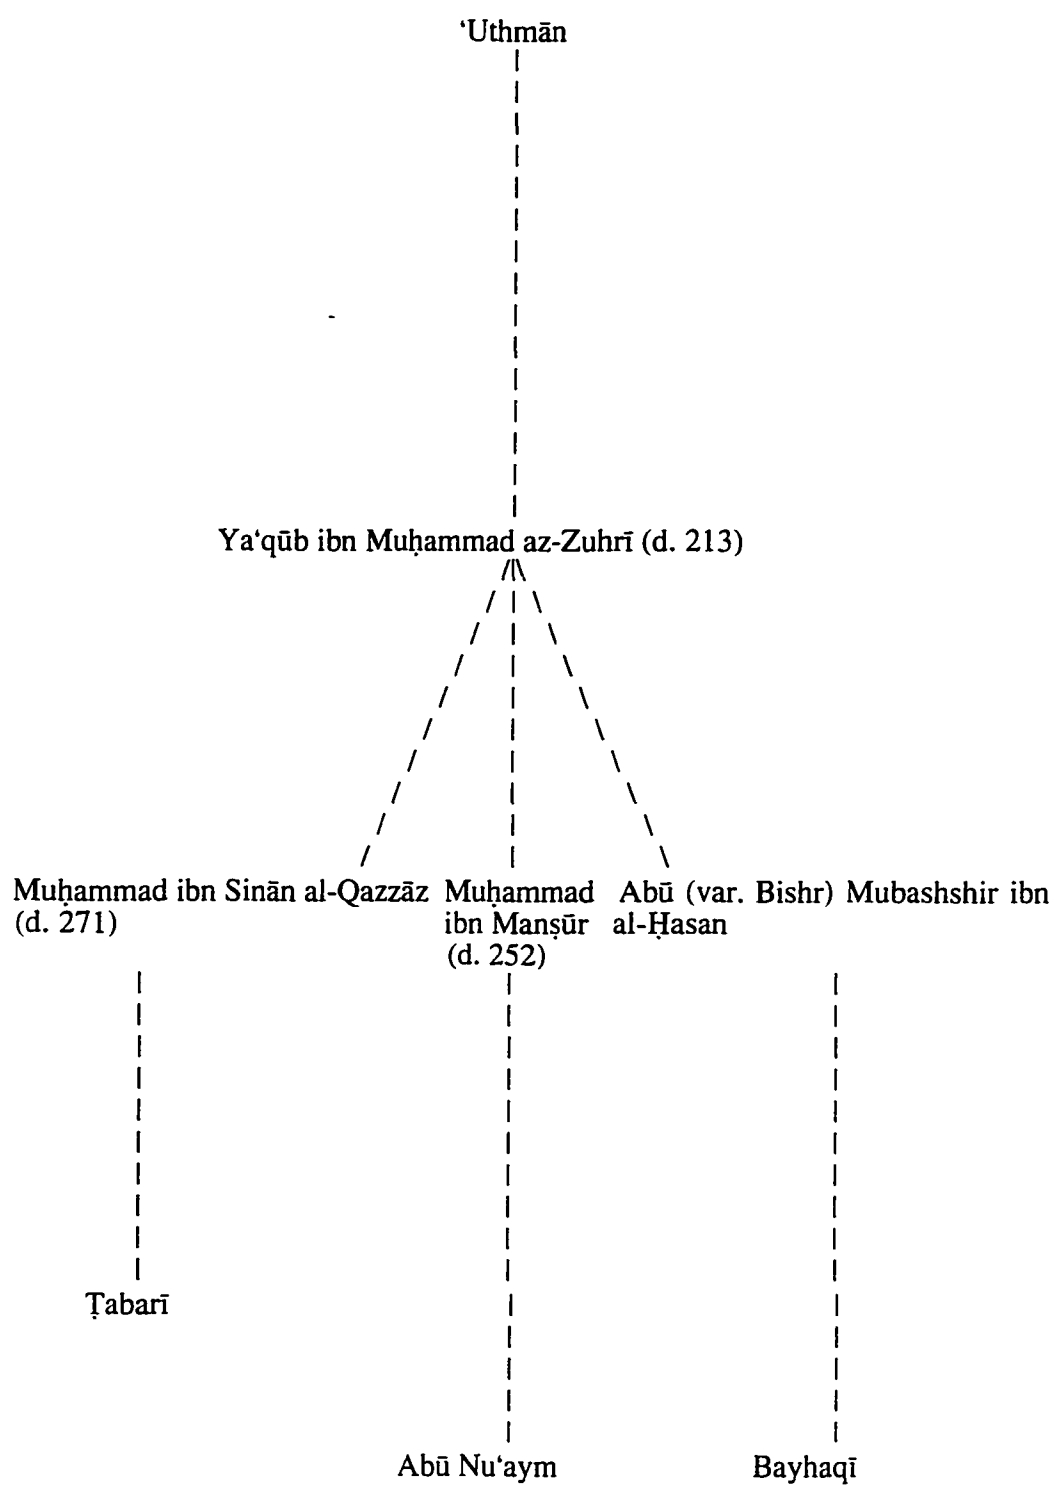 ‘Uthmān
Ya‘qūb ibn Muḥammad az-Zuhrī (d. 213)
Muḥammad ibn Sinān al-Qazzāz
(d. 271)
Muḥammad
ibn Manṣūr
(d. 252)
Abū (var. Bishr) Mubashshir ibn
al-Ḥasan
Ṭabarī
Abū Nu‘aym
Bayhaqī